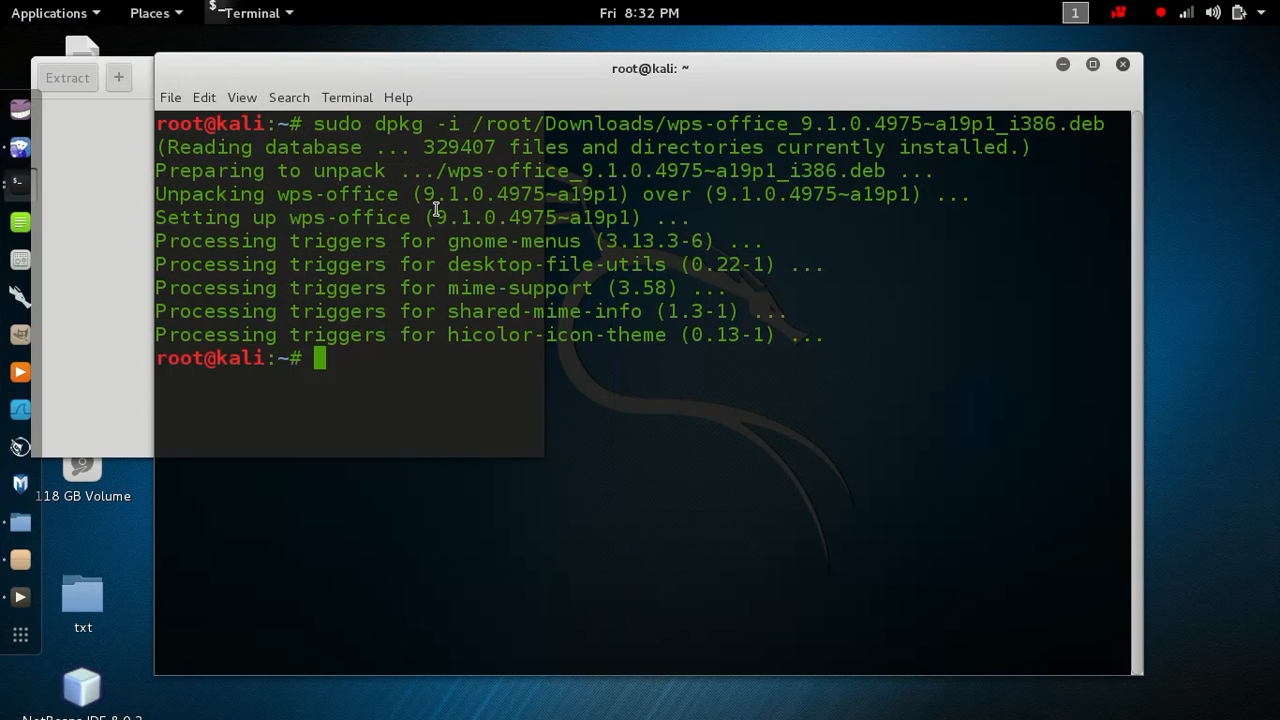 Applications
Places
Terminal
Fri 8:32 PM
1
Extract
+
root@kali: ~
File Edit View Search Terminal Help
root@kali:~# sudo dpkg -i /root/Downloads/wps-office_9.1.0.4975~a19p1_i386.deb
(Reading database ... 329407 files and directories currently installed.)
Preparing to unpack .../wps-office_9.1.0.4975~a19p1_i386.deb ...
Unpacking wps-office (9.1.0.4975~a19p1) over (9.1.0.4975~a19p1) ...
Setting up wps-office (9.1.0.4975~a19p1) ...
Processing triggers for gnome-menus (3.13.3-6) ...
Processing triggers for desktop-file-utils (0.22-1) ...
Processing triggers for mime-support (3.58) ...
Processing triggers for shared-mime-info (1.3-1) ...
Processing triggers for hicolor-icon-theme (0.13-1) ...
root@kali:~#
118 GB Volume
txt
NetBeans IDE 8.0.2